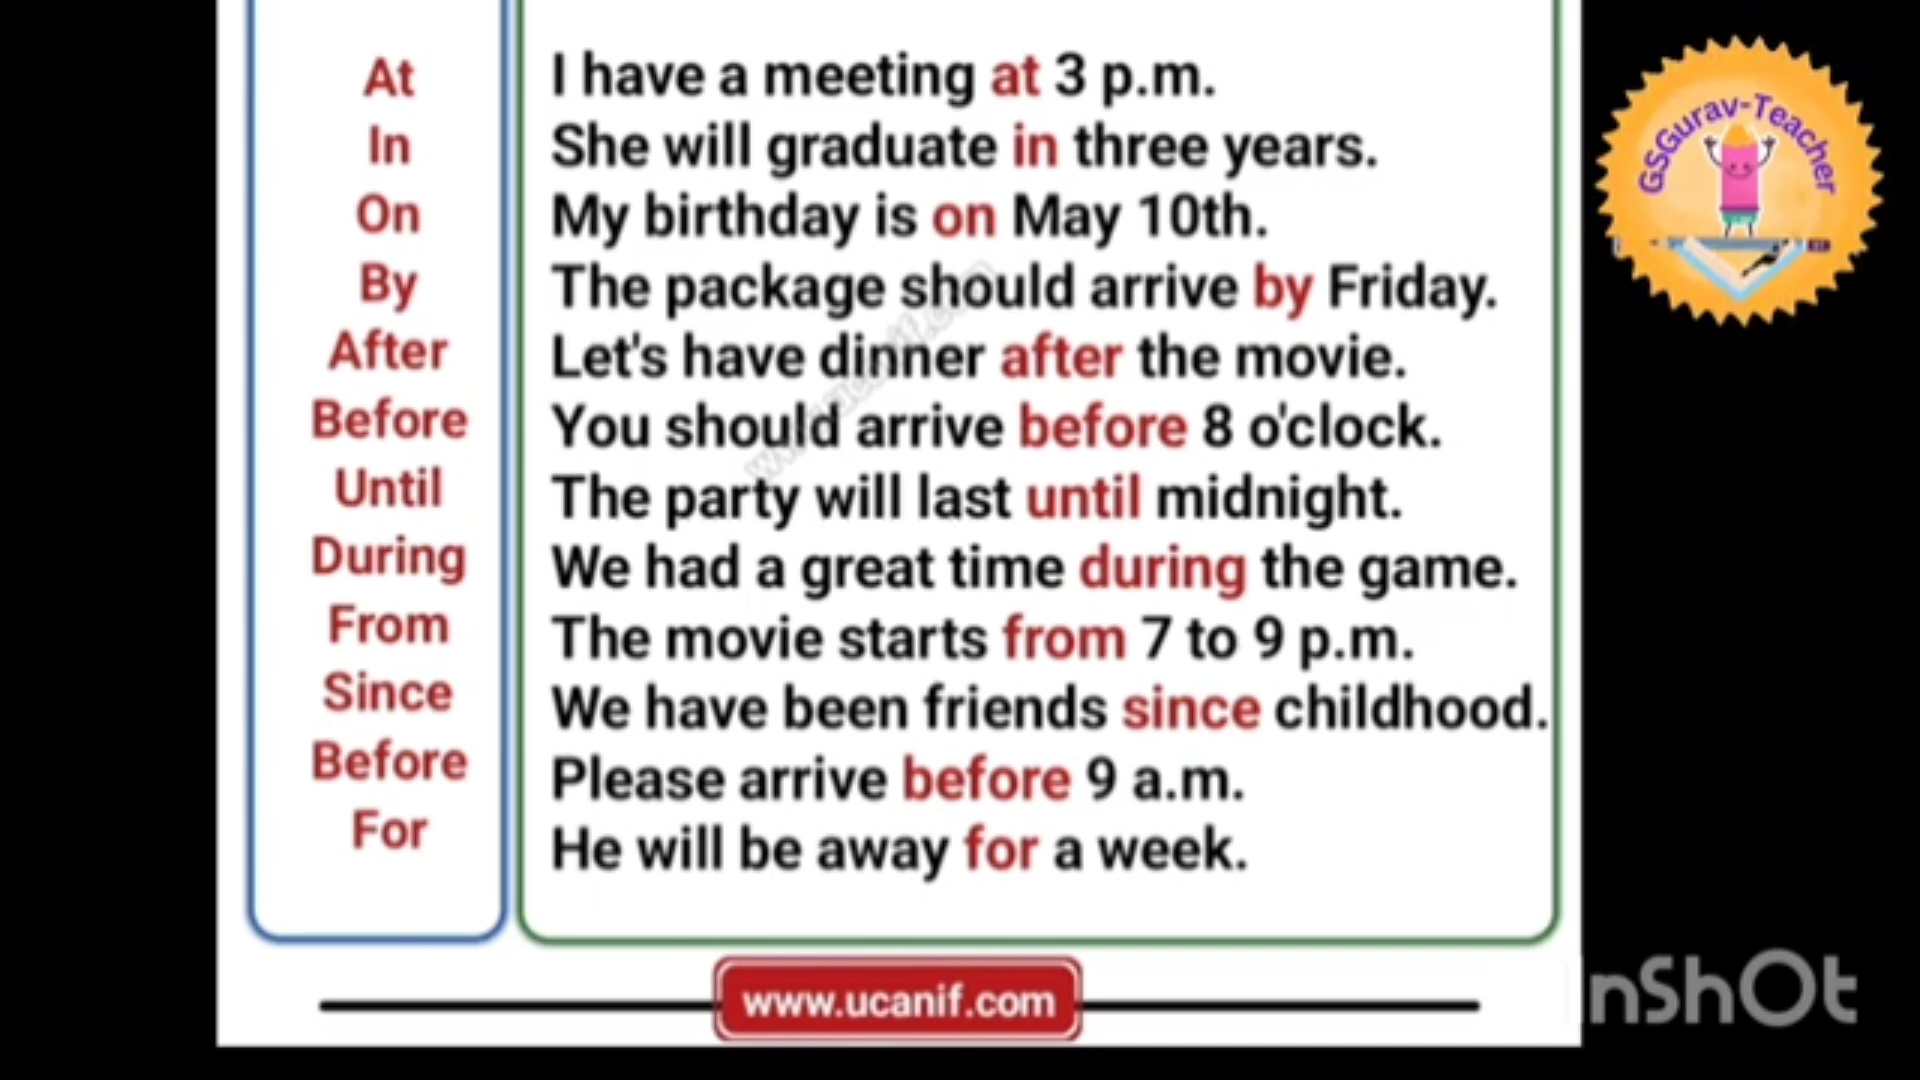 At
In
On
By
After
Before
Until
During
From
Since
Before
For
I have a meeting at 3 p.m.
She will graduate in three years.
My birthday is on May 10th.
The package should arrive by Friday.
Let's have dinner after the movie.
You should arrive before 8 o'clock.
The party will last until midnight.
We had a great time during the game.
The movie starts from 7 to 9 p.m.
We have been friends since childhood.
Please arrive before 9 a.m.
He will be away for a week.
www.ucanif.com
GSGurav-Teacher
InShOt